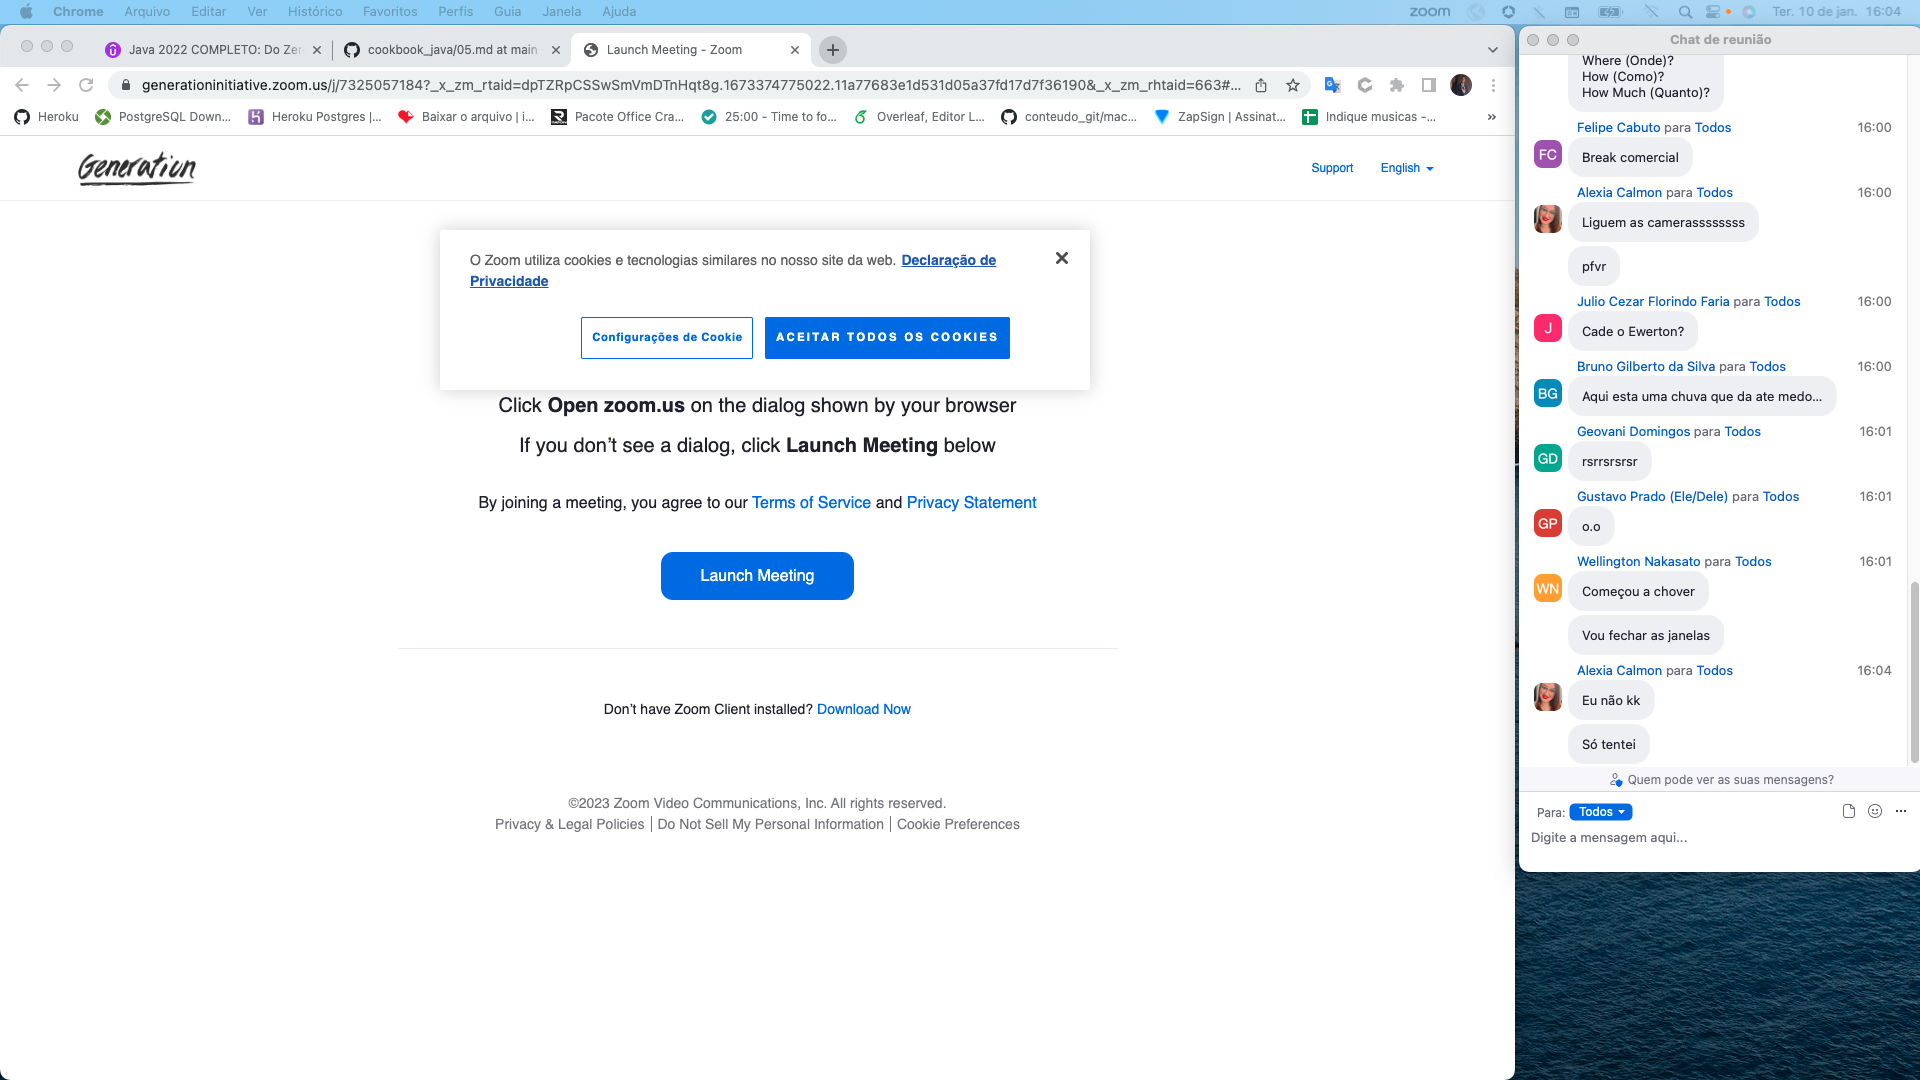 Chrome Arquivo Editar Ver Histórico Favoritos Perfis Guia Janela Ajuda
zoom Ter. 10 de jan. 16:04
Java 2022 COMPLETO: Do Zer
cookbook_java/05.md at main
Launch Meeting - Zoom
generationinitiative.zoom.us/j/7325057184?_x_zm_rtaid=dpTZRpCSSwSmVmDTnHqt8g.1673374775022.11a77683e1d531d05a37fd17d7f36190&_x_zm_rhtaid=663#...
Heroku
PostgreSQL Down...
Heroku Postgres |...
Baixar o arquivo | i...
Pacote Office Cra...
25:00 - Time to fo...
Overleaf, Editor L...
conteudo_git/mac...
ZapSign | Assinat...
Indique musicas -...
»
Generation
Support
English
O Zoom utiliza cookies e tecnologias similares no nosso site da web. Declaração de
Privacidade
Configurações de Cookie
ACEITAR TODOS OS COOKIES
Click Open zoom.us on the dialog shown by your browser
If you don’t see a dialog, click Launch Meeting below
By joining a meeting, you agree to our Terms of Service and Privacy Statement
Launch Meeting
Don’t have Zoom Client installed? Download Now
©2023 Zoom Video Communications, Inc. All rights reserved.
Privacy & Legal Policies | Do Not Sell My Personal Information | Cookie Preferences
Chat de reunião
Where (Onde)?
How (Como)?
How Much (Quanto)?
Felipe Cabuto para Todos 16:00
FC
Break comercial
Alexia Calmon para Todos 16:00
Liguem as camerasssssssss
pfvr
Julio Cezar Florindo Faria para Todos 16:00
J
Cade o Ewerton?
Bruno Gilberto da Silva para Todos 16:00
BG
Aqui esta uma chuva que da ate medo...
Geovani Domingos para Todos 16:01
GD
rsrrsrsrsr
Gustavo Prado (Ele/Dele) para Todos 16:01
GP
o.o
Wellington Nakasato para Todos 16:01
WN
Começou a chover
Vou fechar as janelas
Alexia Calmon para Todos 16:04
Eu não kk
Só tentei
Quem pode ver as suas mensagens?
Para: Todos
Digite a mensagem aqui...